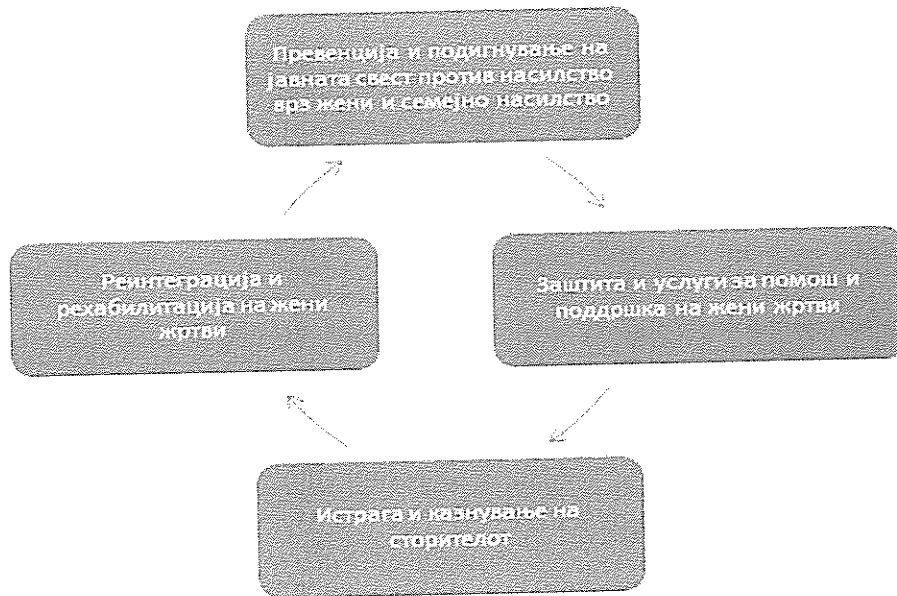 Превенција и подигнување на
јавната свест против насилство
врз жени и семејно насилство
Реинтеграција и
рехабилитација на жени
жртви
Заштита и услуги за помош и
поддршка на жени жртви
Истрага и казнување на
сторителот